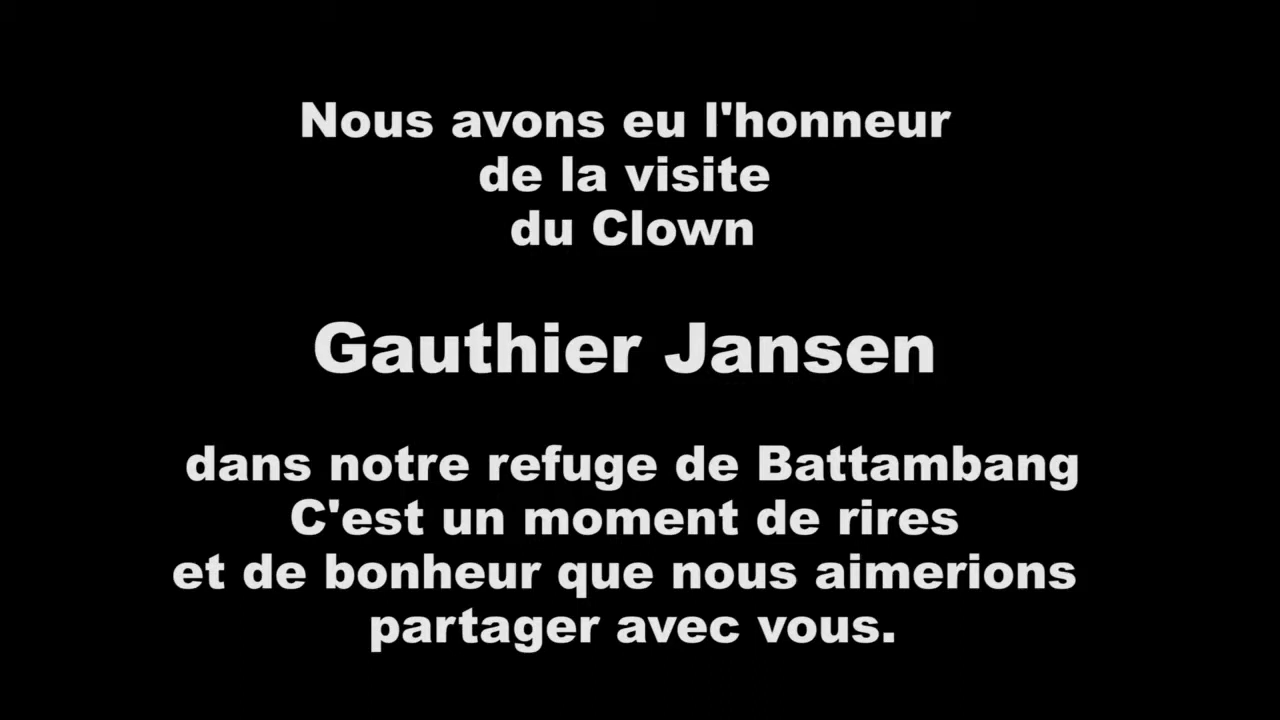 Nous avons eu l'honneur
de la visite
du Clown
Gauthier Jansen
dans notre refuge de Battambang
C'est un moment de rires
et de bonheur que nous aimerions
partager avec vous.